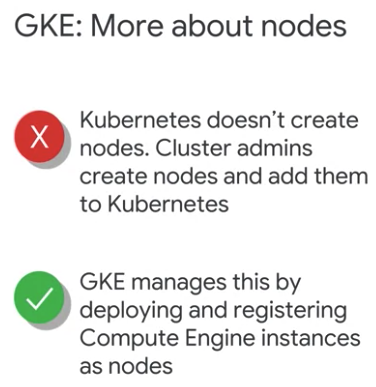 GKE: More about nodes
X
Kubernetes doesn't create
nodes. Cluster admins
create nodes and add them
to Kubernetes
GKE manages this by
deploying and registering
Compute Engine instances
as nodes